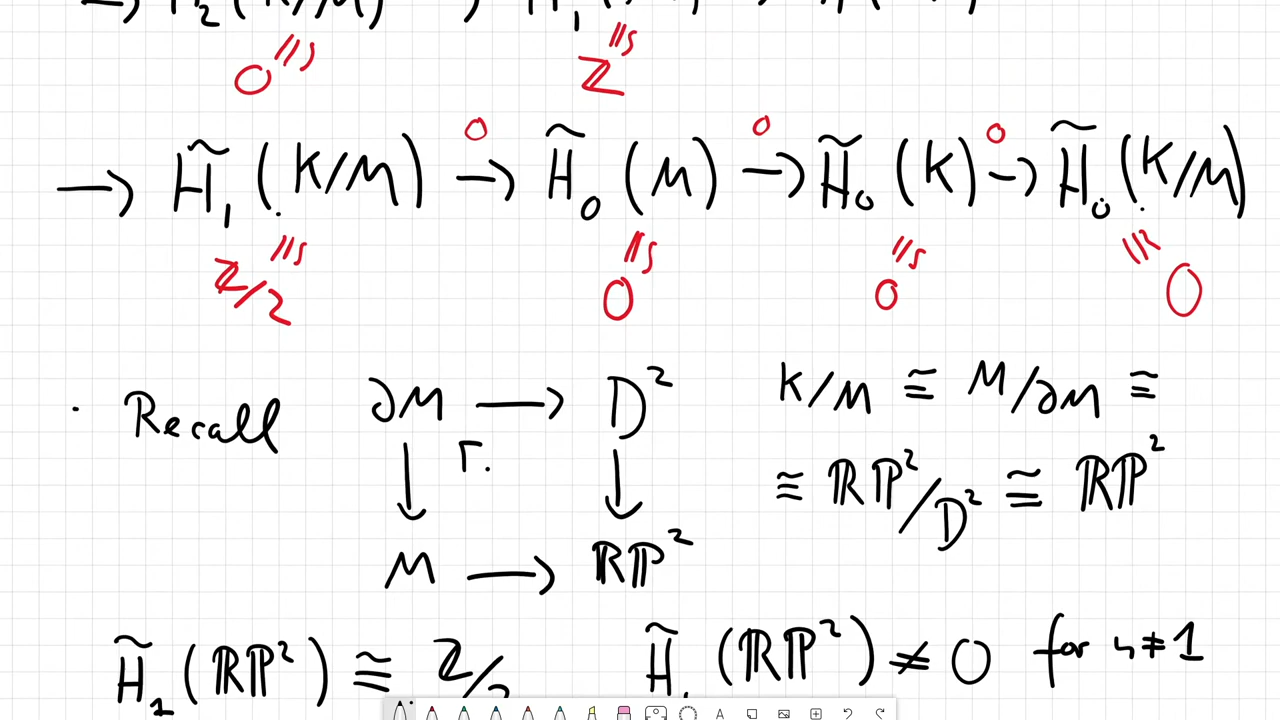 → H̃₁(K/M) →⁰ H̃₀(M) →⁰ H̃₀(K) →⁰ H̃₀(K/M)
0 ℤ
ℤ/2 0 0 0
· Recall ∂M → D²
↓ Γ· ↓
M → ℝℙ²
K/M ≅ M/∂M ≅
≅ ℝℙ²/D² ≅ ℝℙ²
H̃₁(ℝℙ²) ≅ ℤ/2 H̃ (ℝℙ²) ≠ 0 for n ≠ 1